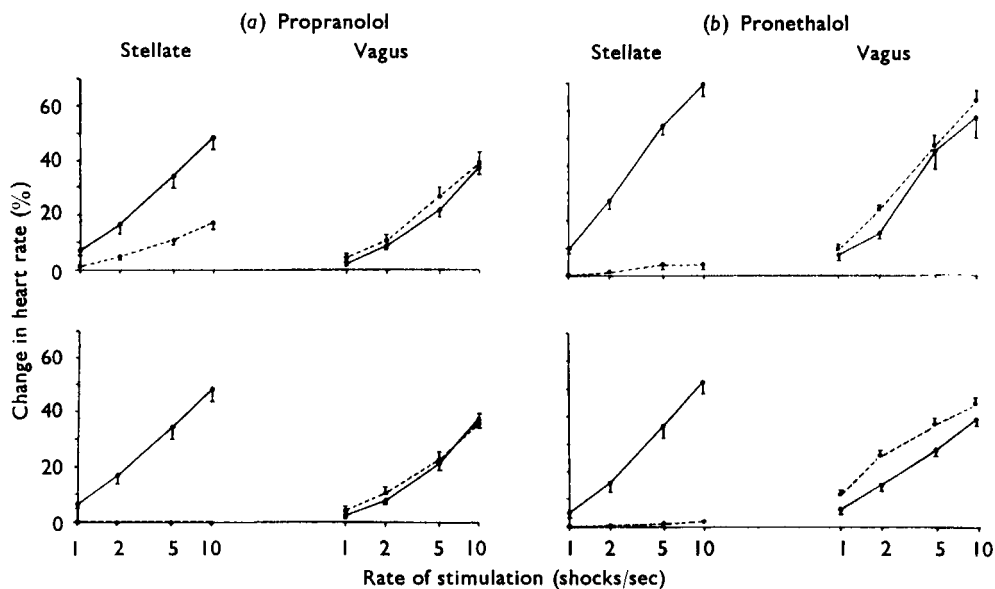 (a) Propranolol (b) Pronethalol
Stellate Vagus Stellate Vagus
60
40
20
0
60
40
20
0
Change in heart rate (%)
1 2 5 10 1 2 5 10 1 2 5 10 1 2 5 10
Rate of stimulation (shocks/sec)